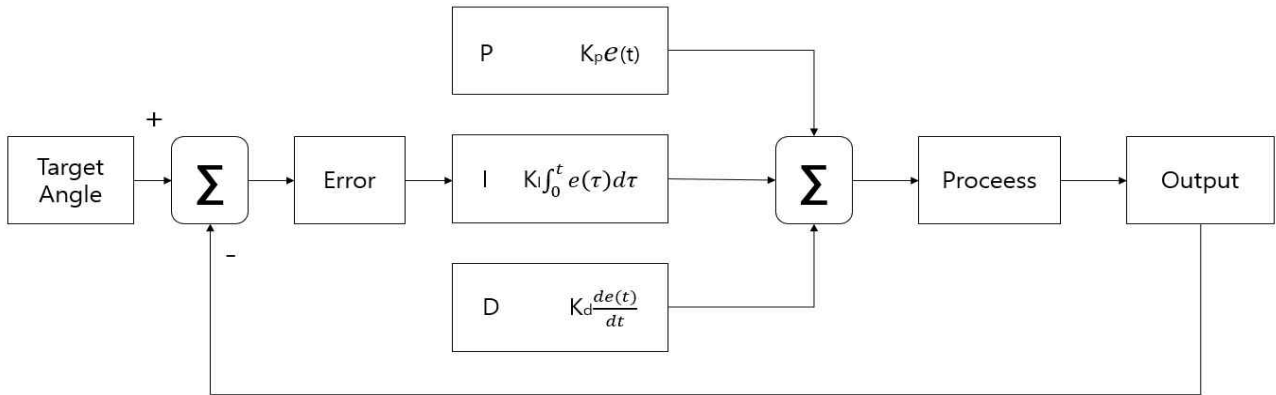 P K_p e(t)
+
Target
Angle
Σ
Error
I K_I ∫_0^t e(τ)dτ
Σ
Proceess
Output
-
D K_d de(t)/dt